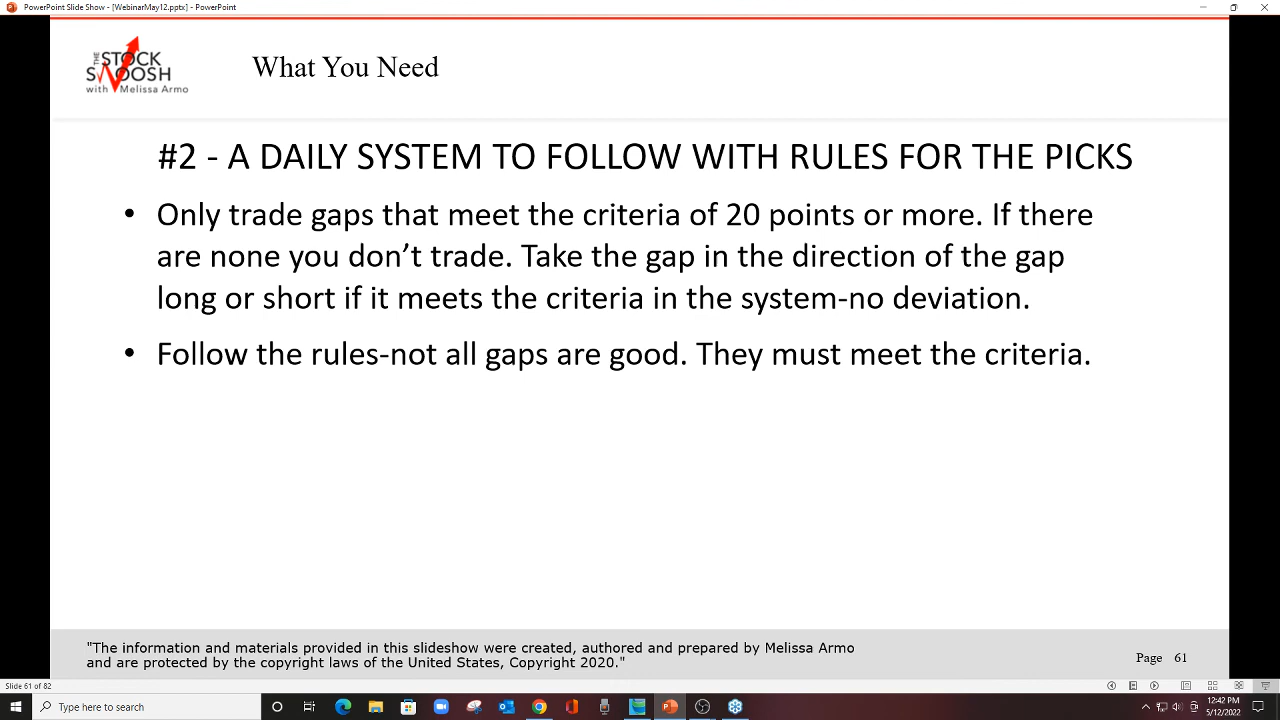 PowerPoint Slide Show - [WebinarMay12.pptx] - PowerPoint
THE
STOCK
SWOOSH
with Melissa Armo
What You Need
#2 - A DAILY SYSTEM TO FOLLOW WITH RULES FOR THE PICKS
• Only trade gaps that meet the criteria of 20 points or more. If there
are none you don’t trade. Take the gap in the direction of the gap
long or short if it meets the criteria in the system-no deviation.
• Follow the rules-not all gaps are good. They must meet the criteria.
"The information and materials provided in this slideshow were created, authored and prepared by Melissa Armo
and are protected by the copyright laws of the United States, Copyright 2020."
Page 61
Slide 61 of 82
Type here to search
12:42 PM
5/12/2022